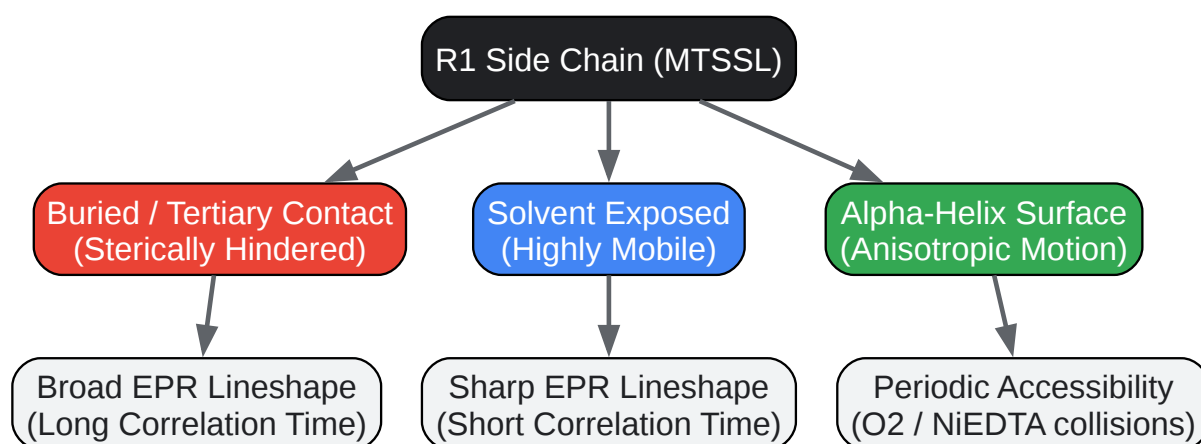 R1 Side Chain (MTSSL)
Buried / Tertiary Contact
(Sterically Hindered)
Solvent Exposed
(Highly Mobile)
Alpha-Helix Surface
(Anisotropic Motion)
Broad EPR Lineshape
(Long Correlation Time)
Sharp EPR Lineshape
(Short Correlation Time)
Periodic Accessibility
(O2 / NiEDTA collisions)